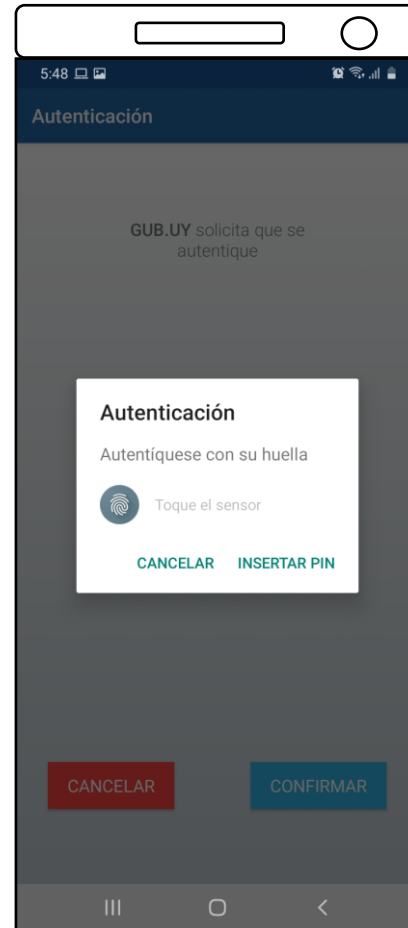 5:48
Autenticación
GUB.UY solicita que se
autentique
Autenticación
Autentíquese con su huella
Toque el sensor
CANCELAR INSERTAR PIN
CANCELAR CONFIRMAR